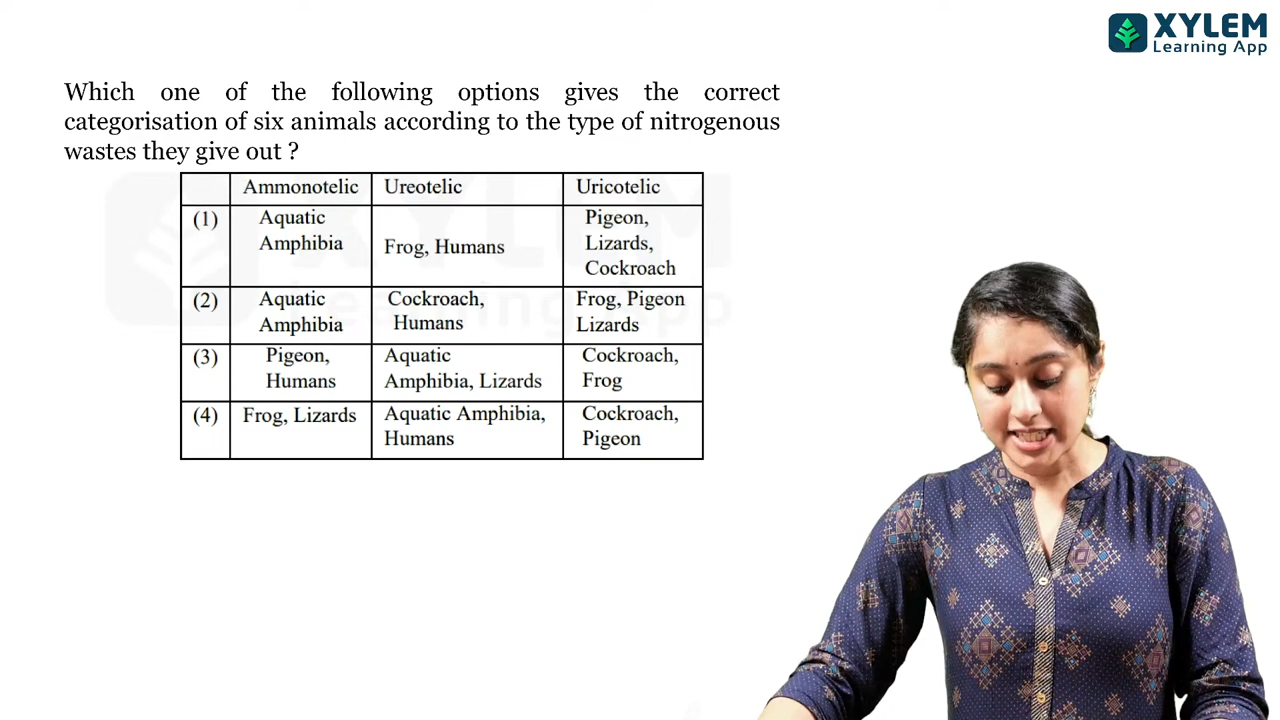 XYLEM
Learning App
Which one of the following options gives the correct
categorisation of six animals according to the type of nitrogenous
wastes they give out ?
Ammonotelic Ureotelic Uricotelic
(1) Aquatic Amphibia Frog, Humans Pigeon, Lizards, Cockroach
(2) Aquatic Amphibia Cockroach, Humans Frog, Pigeon Lizards
(3) Pigeon, Humans Aquatic Amphibia, Lizards Cockroach, Frog
(4) Frog, Lizards Aquatic Amphibia, Humans Cockroach, Pigeon
XYLEM
Learning App